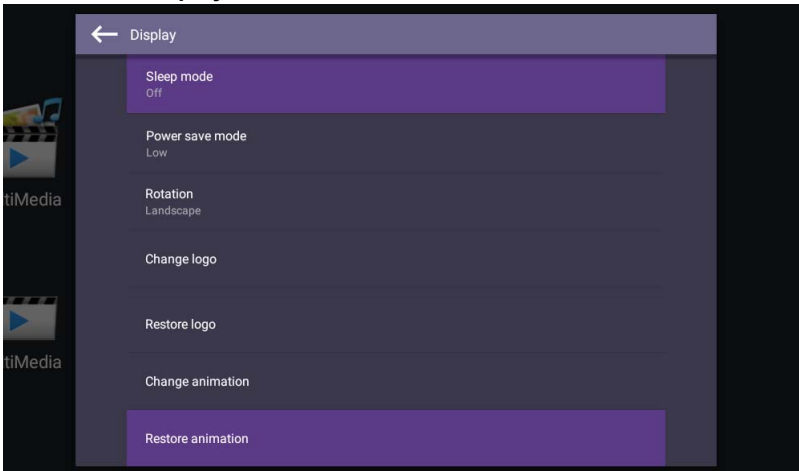 Display
Sleep mode
Off
Power save mode
Low
Rotation
Landscape
tiMedia
Change logo
Restore logo
tiMedia
Change animation
Restore animation